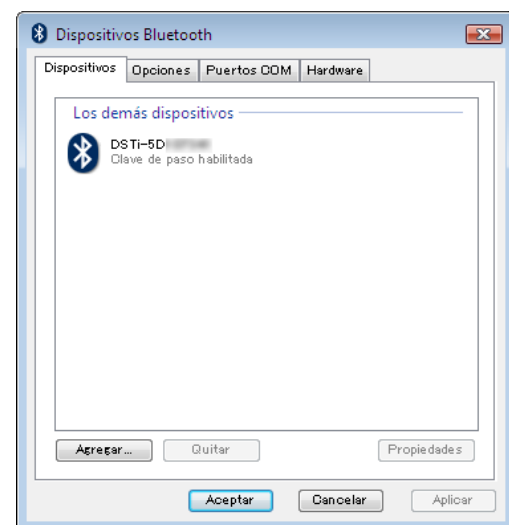 Dispositivos Bluetooth
Dispositivos Opciones Puertos COM Hardware
Los demás dispositivos
DSTi-5D
Clave de paso habilitada
Agregar... Quitar Propiedades
Aceptar Cancelar Aplicar